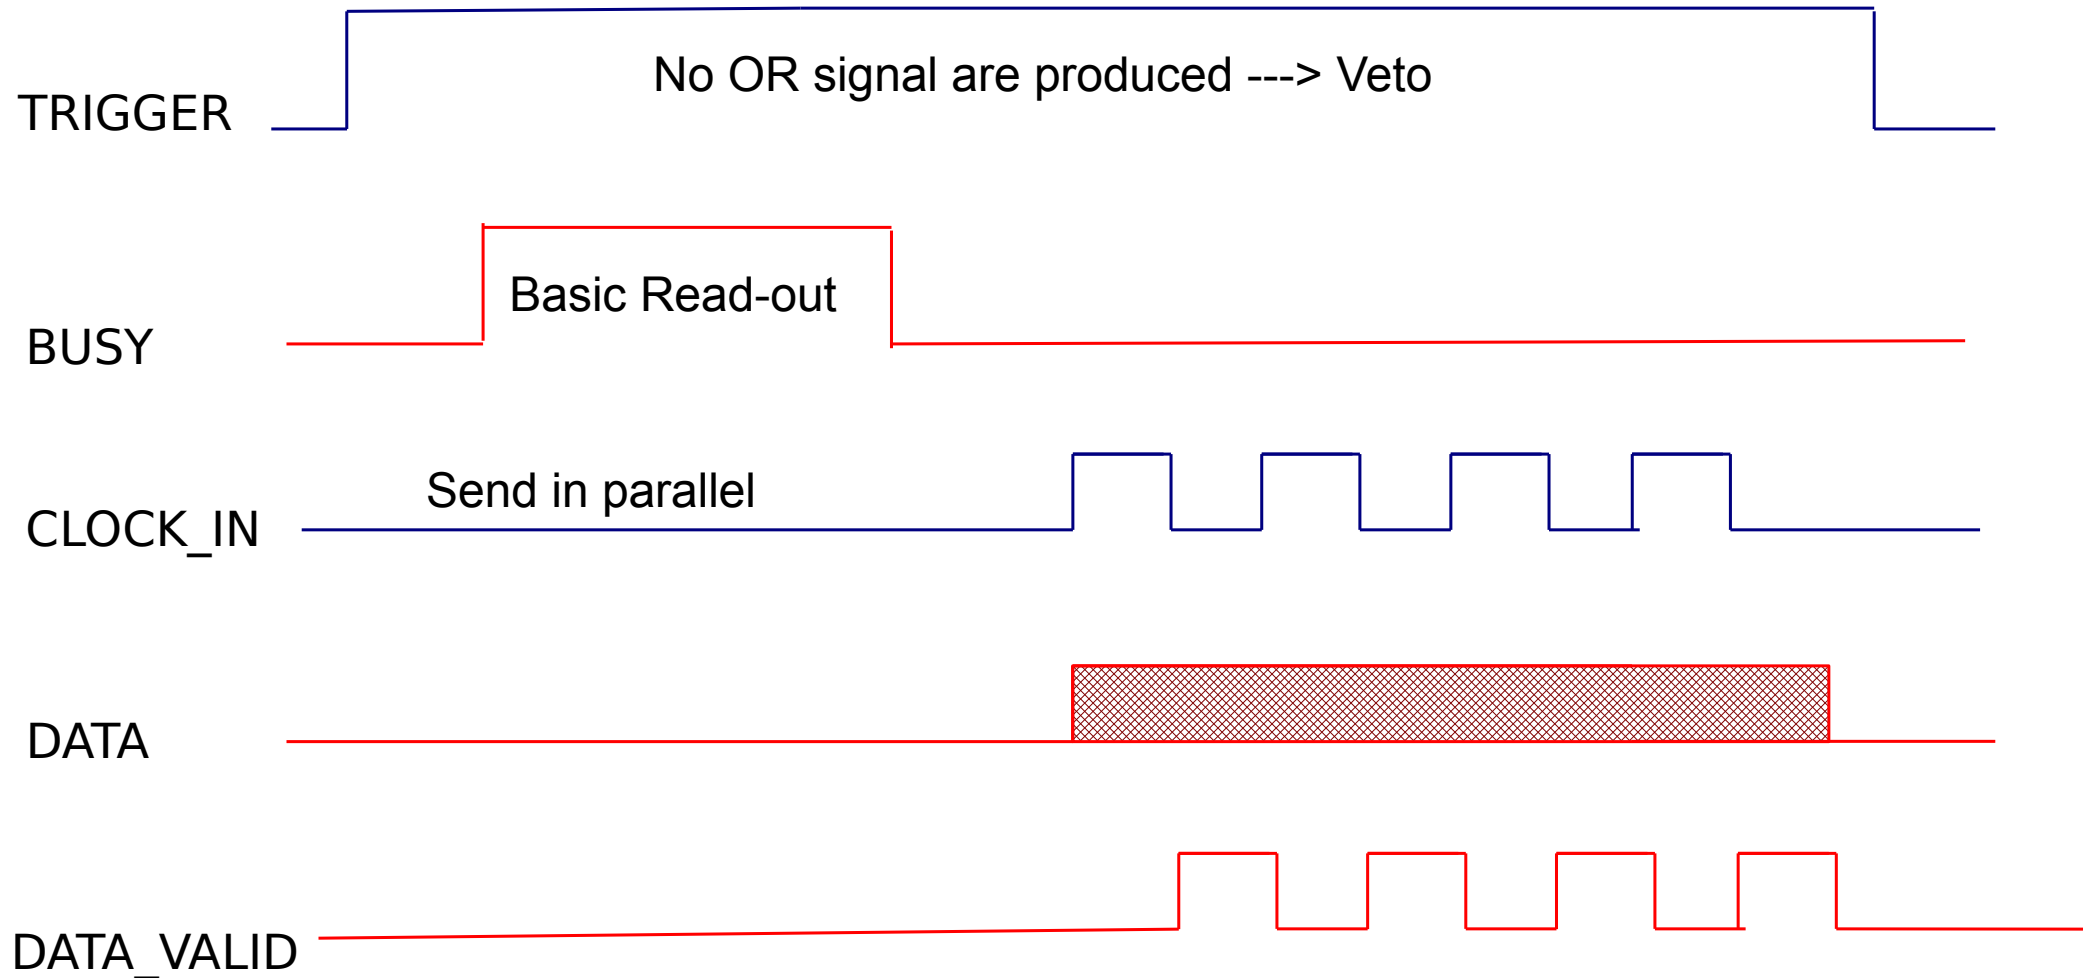 No OR signal are produced ---> Veto
TRIGGER
Basic Read-out
BUSY
Send in parallel
CLOCK_IN
DATA
DATA_VALID